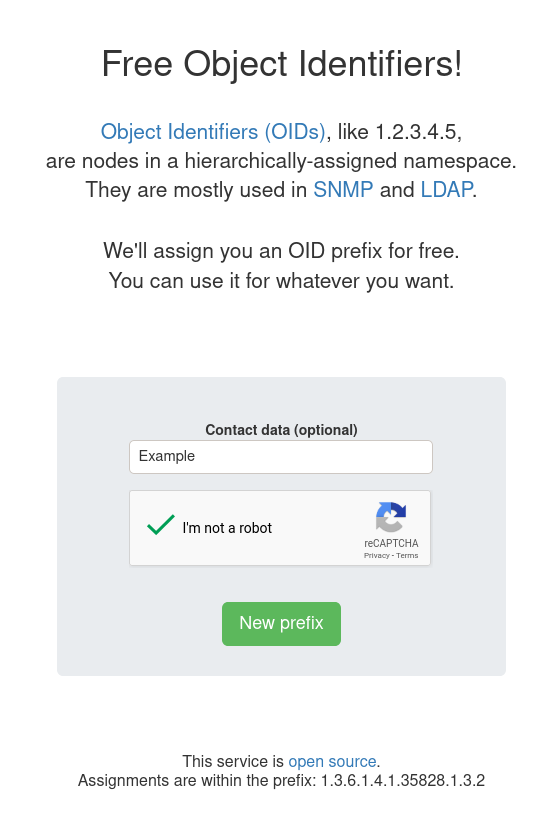 Free Object Identifiers!
Object Identifiers (OIDs), like 1.2.3.4.5,
are nodes in a hierarchically-assigned namespace.
They are mostly used in SNMP and LDAP.
We'll assign you an OID prefix for free.
You can use it for whatever you want.
Contact data (optional)
Example
I'm not a robot
reCAPTCHA
Privacy - Terms
New prefix
This service is open source.
Assignments are within the prefix: 1.3.6.1.4.1.35828.1.3.2